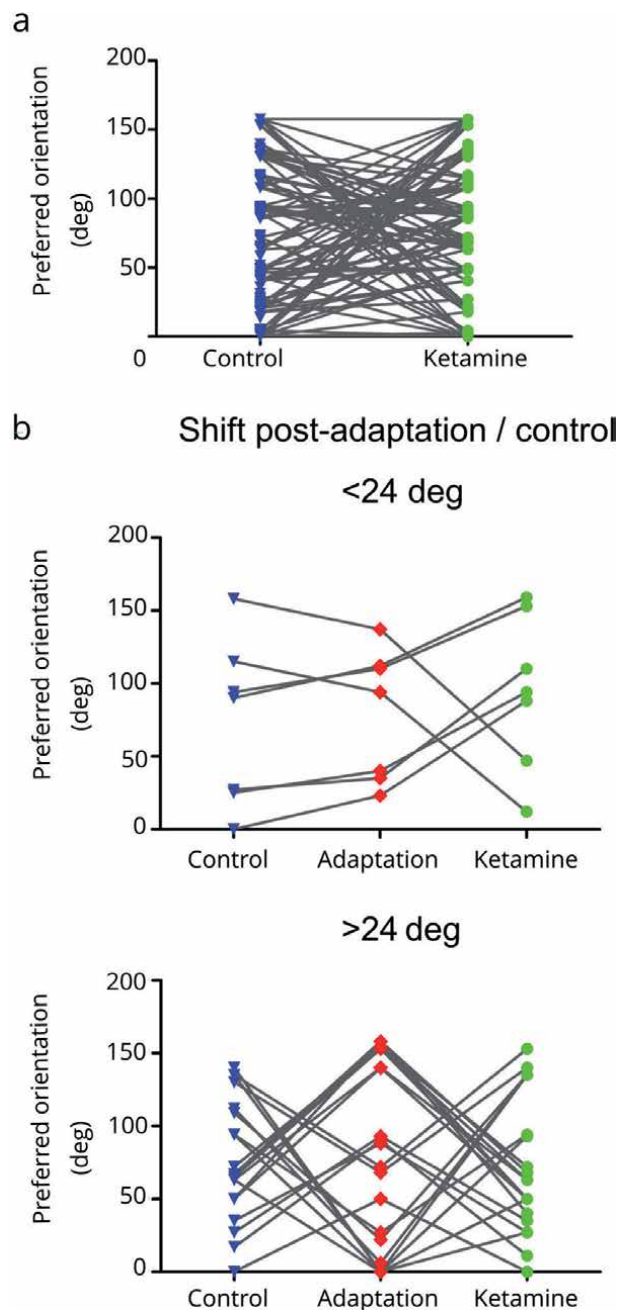 a
200
150
100
50
0
Preferred orientation
(deg)
Control Ketamine
b
Shift post-adaptation / control
<24 deg
200
150
100
50
0
Preferred orientation
(deg)
Control Adaptation Ketamine
>24 deg
200
150
100
50
0
Preferred orientation
(deg)
Control Adaptation Ketamine